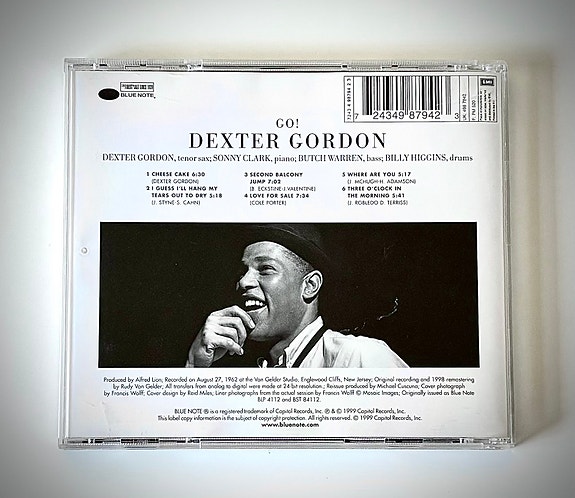 BLUE NOTE
GO!
DEXTER GORDON
DEXTER GORDON, tenor sax; SONNY CLARK, piano; BUTCH WARREN, bass; BILLY HIGGINS, drums
1 CHEESE CAKE 6:30
(DEXTER GORDON)
2 I GUESS I'LL HANG MY
TEARS OUT TO DRY 5:18
(J. STYNE-S. CAHN)
3 SECOND BALCONY
JUMP 7:02
(B. ECKSTINE-J.VALENTINE)
4 LOVE FOR SALE 7:34
(COLE PORTER)
5 WHERE ARE YOU 5:17
(J. MCHUGH-H. ADAMSON)
6 THREE O'CLOCK IN
THE MORNING 5:41
(J. ROBLEDO D. TERRISS)
7 24349 87942 3
EMI
Produced by Alfred Lion, Recorded on August 27, 1962 at the Van Gelder Studio, Englewood Cliffs, New Jersey; Original recording and 1998 remastering
by Rudy Van Gelder, All transfers from analog to digital were made at 24-bit resolution; Reissue produced by Michael Cuscuna, Cover photograph
by Francis Wolff; Cover design by Reid Miles, Liner photographs from the actual session by Francis Wolff © Mosaic Images; Originally issued as Blue Note
BLP 4112 and BST 84112.
BLUE NOTE ® is a registered trademark of Capitol Records, Inc. ℗ & © 1999 Capitol Records, Inc.
This label copy information is the subject of copyright protection. All rights reserved. © 1999 Capitol Records, Inc.
www.bluenote.com